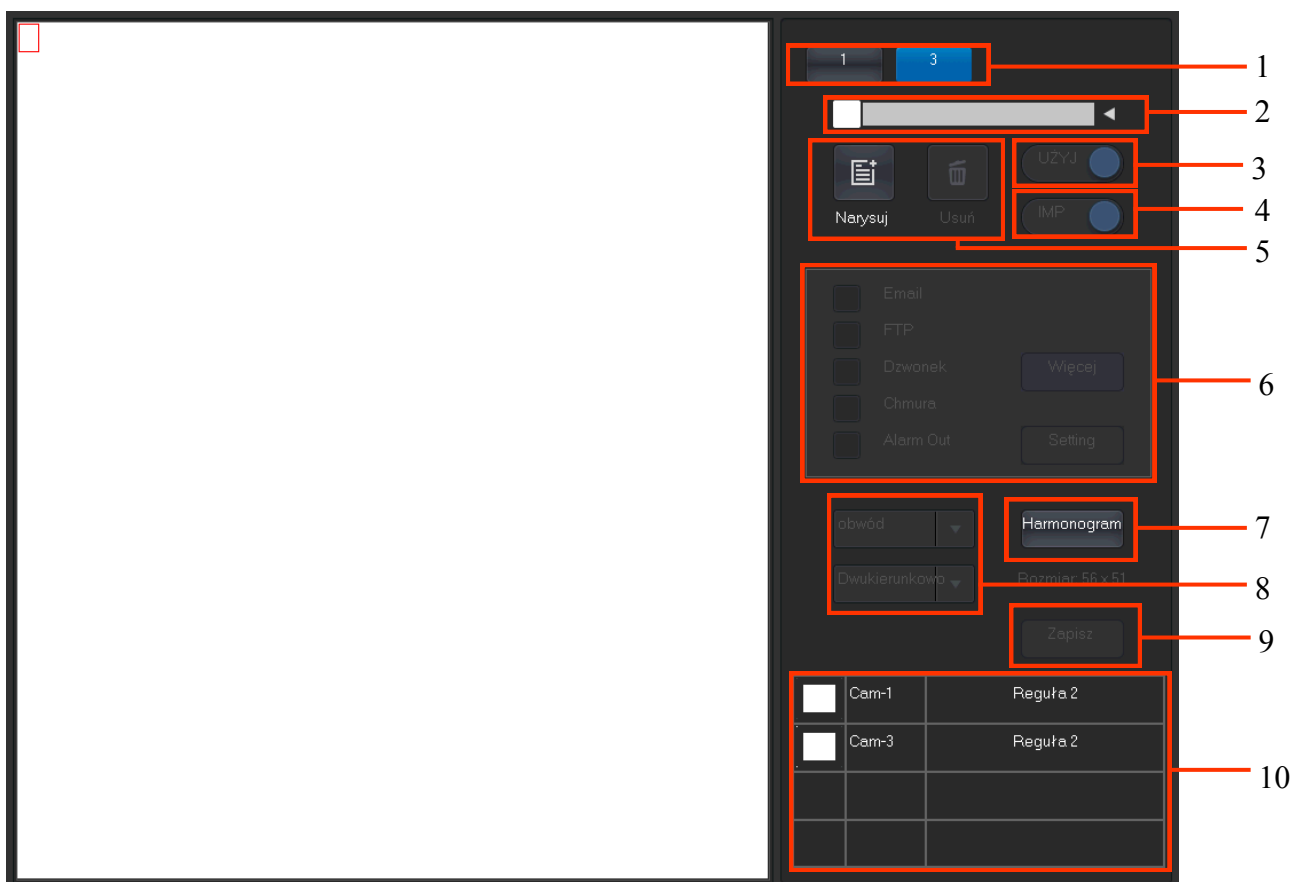 1 3 1
2
UŻYJ 3
IMP 4
Narysuj Usuń
5
Email
FTP
Dzwonek Więcej
6
Chmura
Alarm Out Setting
obwód Harmonogram 7
Dwukierunkowo Rozmiar: 56 x 51
8
Zapisz 9
Cam-1 Reguła 2
Cam-3 Reguła 2
10